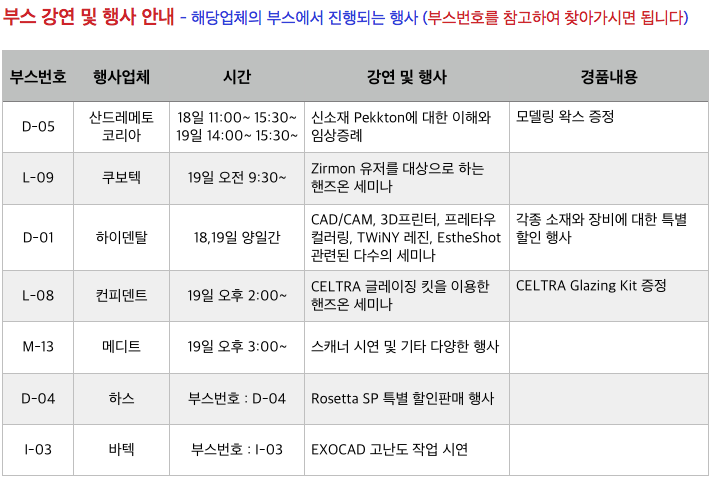 부스 강연 및 행사 안내 - 해당업체의 부스에서 진행되는 행사 (부스번호를 참고하여 찾아가시면 됩니다)
부스번호 행사업체 시간 강연 및 행사 경품내용
D-05 산드레메토 코리아 18일 11:00~ 15:30~ 19일 14:00~ 15:30~ 신소재 Pekkton에 대한 이해와 임상증례 모델링 왁스 증정
L-09 쿠보텍 19일 오전 9:30~ Zirmon 유저를 대상으로 하는 핸즈온 세미나
D-01 하이덴탈 18,19일 양일간 CAD/CAM, 3D프린터, 프레타우 컬러링, TWiNY 레진, EstheShot 관련된 다수의 세미나 각종 소재와 장비에 대한 특별 할인 행사
L-08 컨피덴트 19일 오후 2:00~ CELTRA 글레이징 킷을 이용한 핸즈온 세미나 CELTRA Glazing Kit 증정
M-13 메디트 19일 오후 3:00~ 스캐너 시연 및 기타 다양한 행사
D-04 하스 부스번호 : D-04 Rosetta SP 특별 할인판매 행사
I-03 바텍 부스번호 : I-03 EXOCAD 고난도 작업 시연